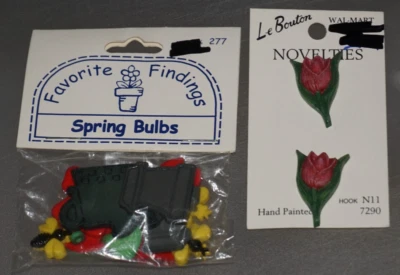 277
Favorite Findings
Spring Bulbs
Le Bouton
WAL-MART
NOVELTIES
Hand Painted
HOOK N11
7290